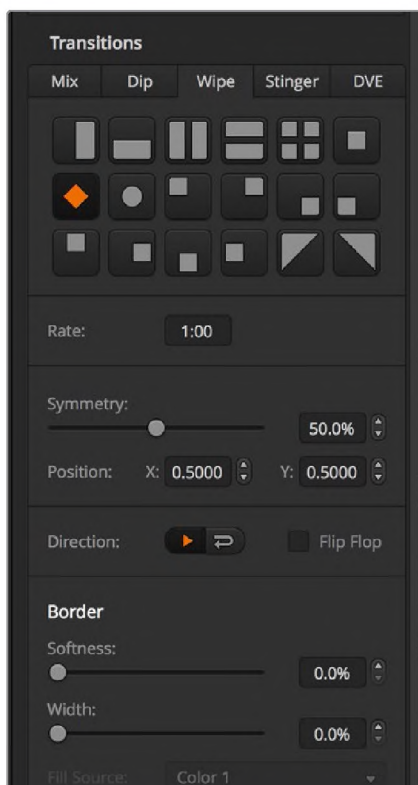 Transitions
Mix Dip Wipe Stinger DVE
Rate: 1:00
Symmetry:
50.0%
Position: X: 0.5000 Y: 0.5000
Direction: Flip Flop
Border
Softness:
0.0%
Width:
0.0%
Fill Source: Color 1